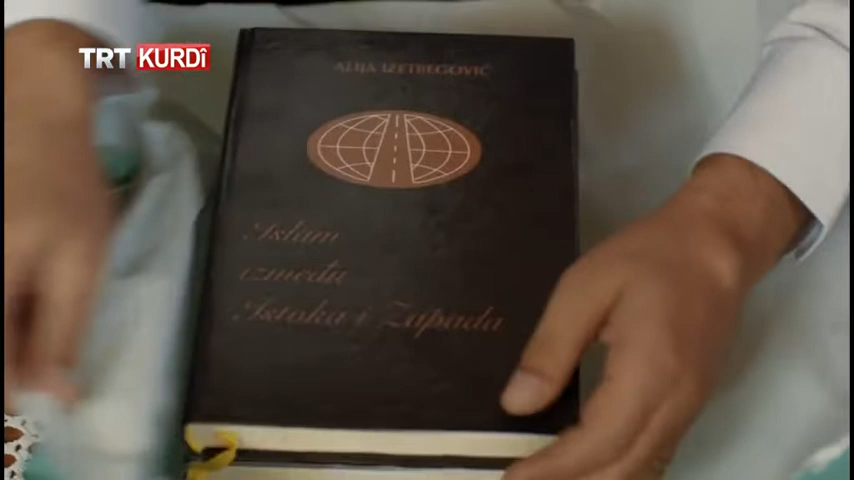 TRT KURDÎ
ALIJA IZETBEGOVIĆ
Islam
između
Istoka i Zapada